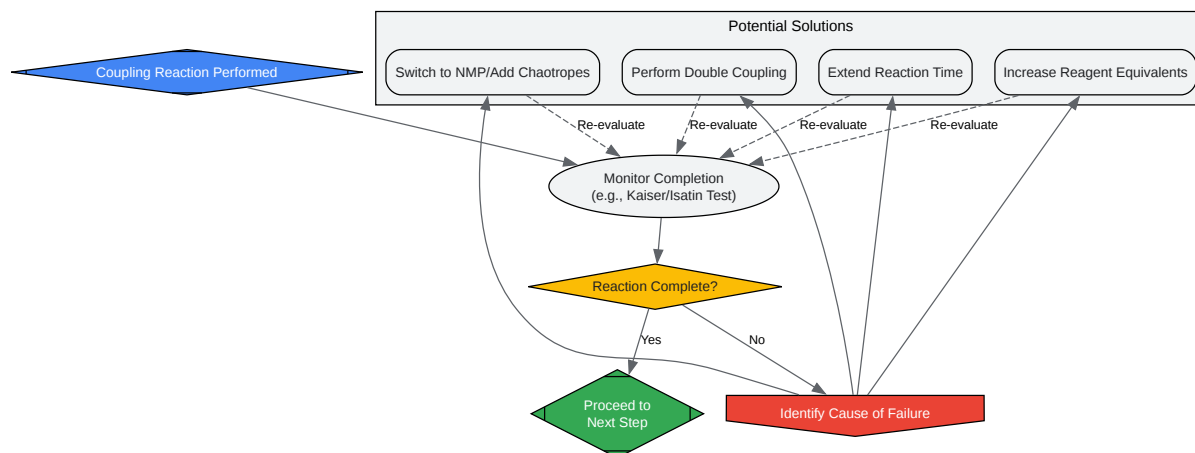 Potential Solutions
Coupling Reaction Performed
Switch to NMP/Add Chaotropes
Perform Double Coupling
Extend Reaction Time
Increase Reagent Equivalents
Re-evaluate
Re-evaluate
Re-evaluate
Re-evaluate
Monitor Completion
(e.g., Kaiser/Isatin Test)
Reaction Complete?
Yes
No
Proceed to
Next Step
Identify Cause of Failure